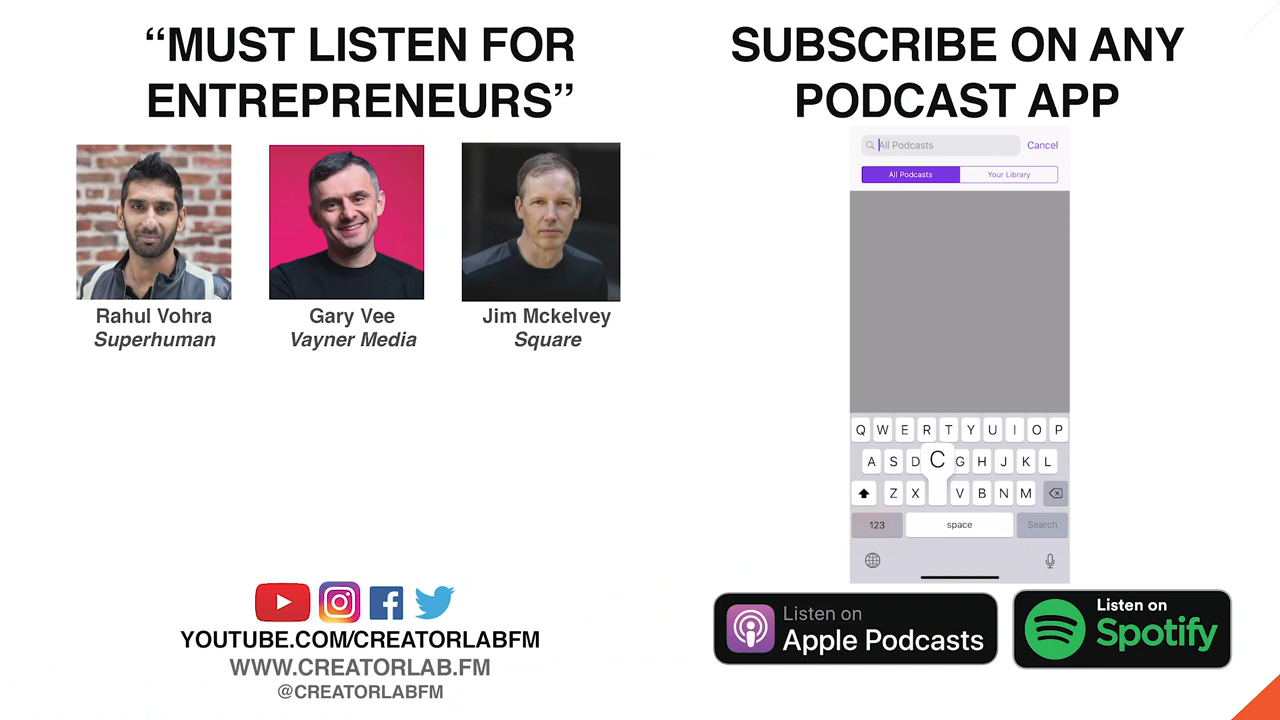 “MUST LISTEN FOR
ENTREPRENEURS”
Rahul Vohra
Superhuman
Gary Vee
Vayner Media
Jim Mckelvey
Square
YOUTUBE.COM/CREATORLABFM
WWW.CREATORLAB.FM
@CREATORLABFM
SUBSCRIBE ON ANY
PODCAST APP
All Podcasts
Cancel
All Podcasts
Your Library
Q W E R T Y U I O P
A S D C G H J K L
Z X V B N M
123 space Search
Listen on
Apple Podcasts
Listen on
Spotify